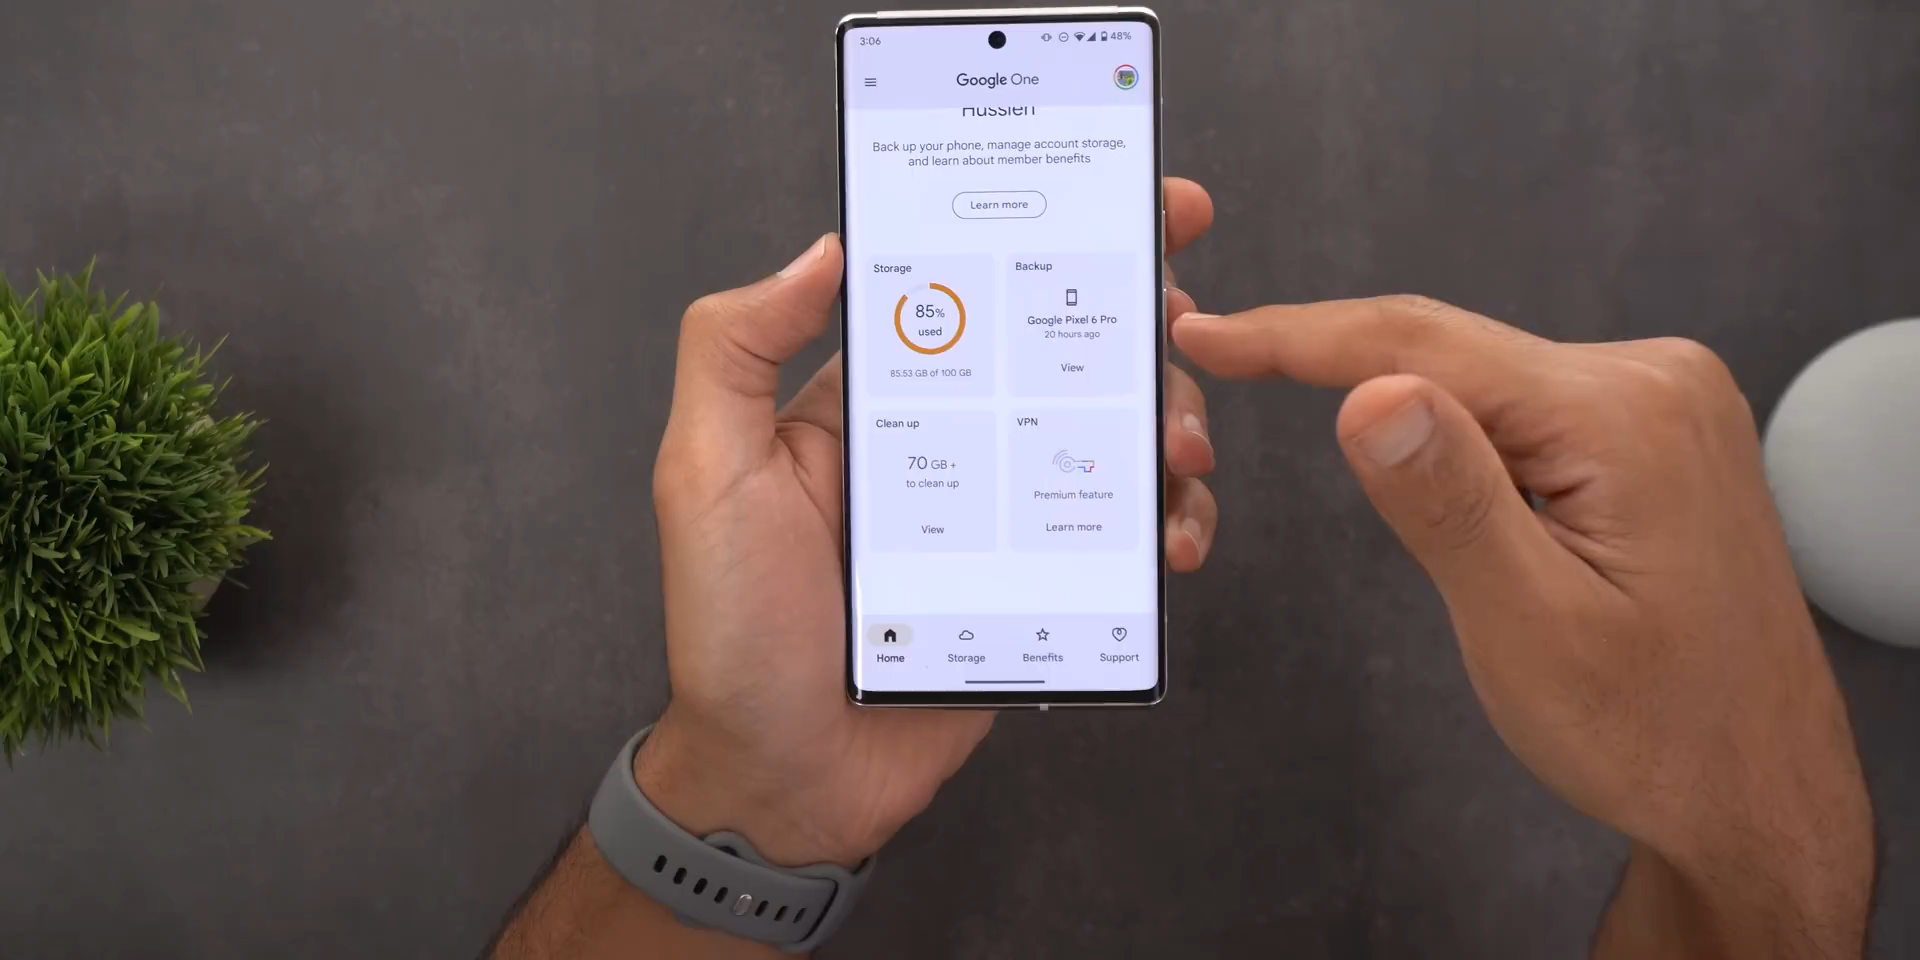 3:06
48%
Google One
Hussien
Back up your phone, manage account storage,
and learn about member benefits
Learn more
Storage
85%
used
85.53 GB of 100 GB
Backup
Google Pixel 6 Pro
20 hours ago
View
Clean up
70 GB +
to clean up
View
VPN
Premium feature
Learn more
Home
Storage
Benefits
Support